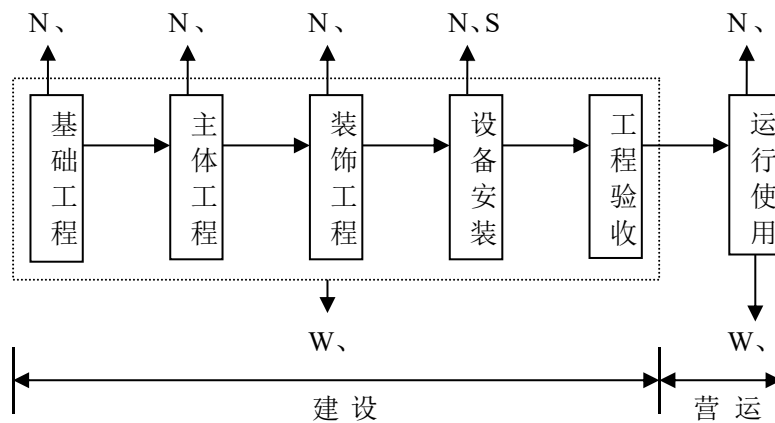 N、 N、 N、 N、S N、
基础工程 主体工程 装饰工程 设备安装 工程验收 运行使用
W、 W、
建 设 营 运